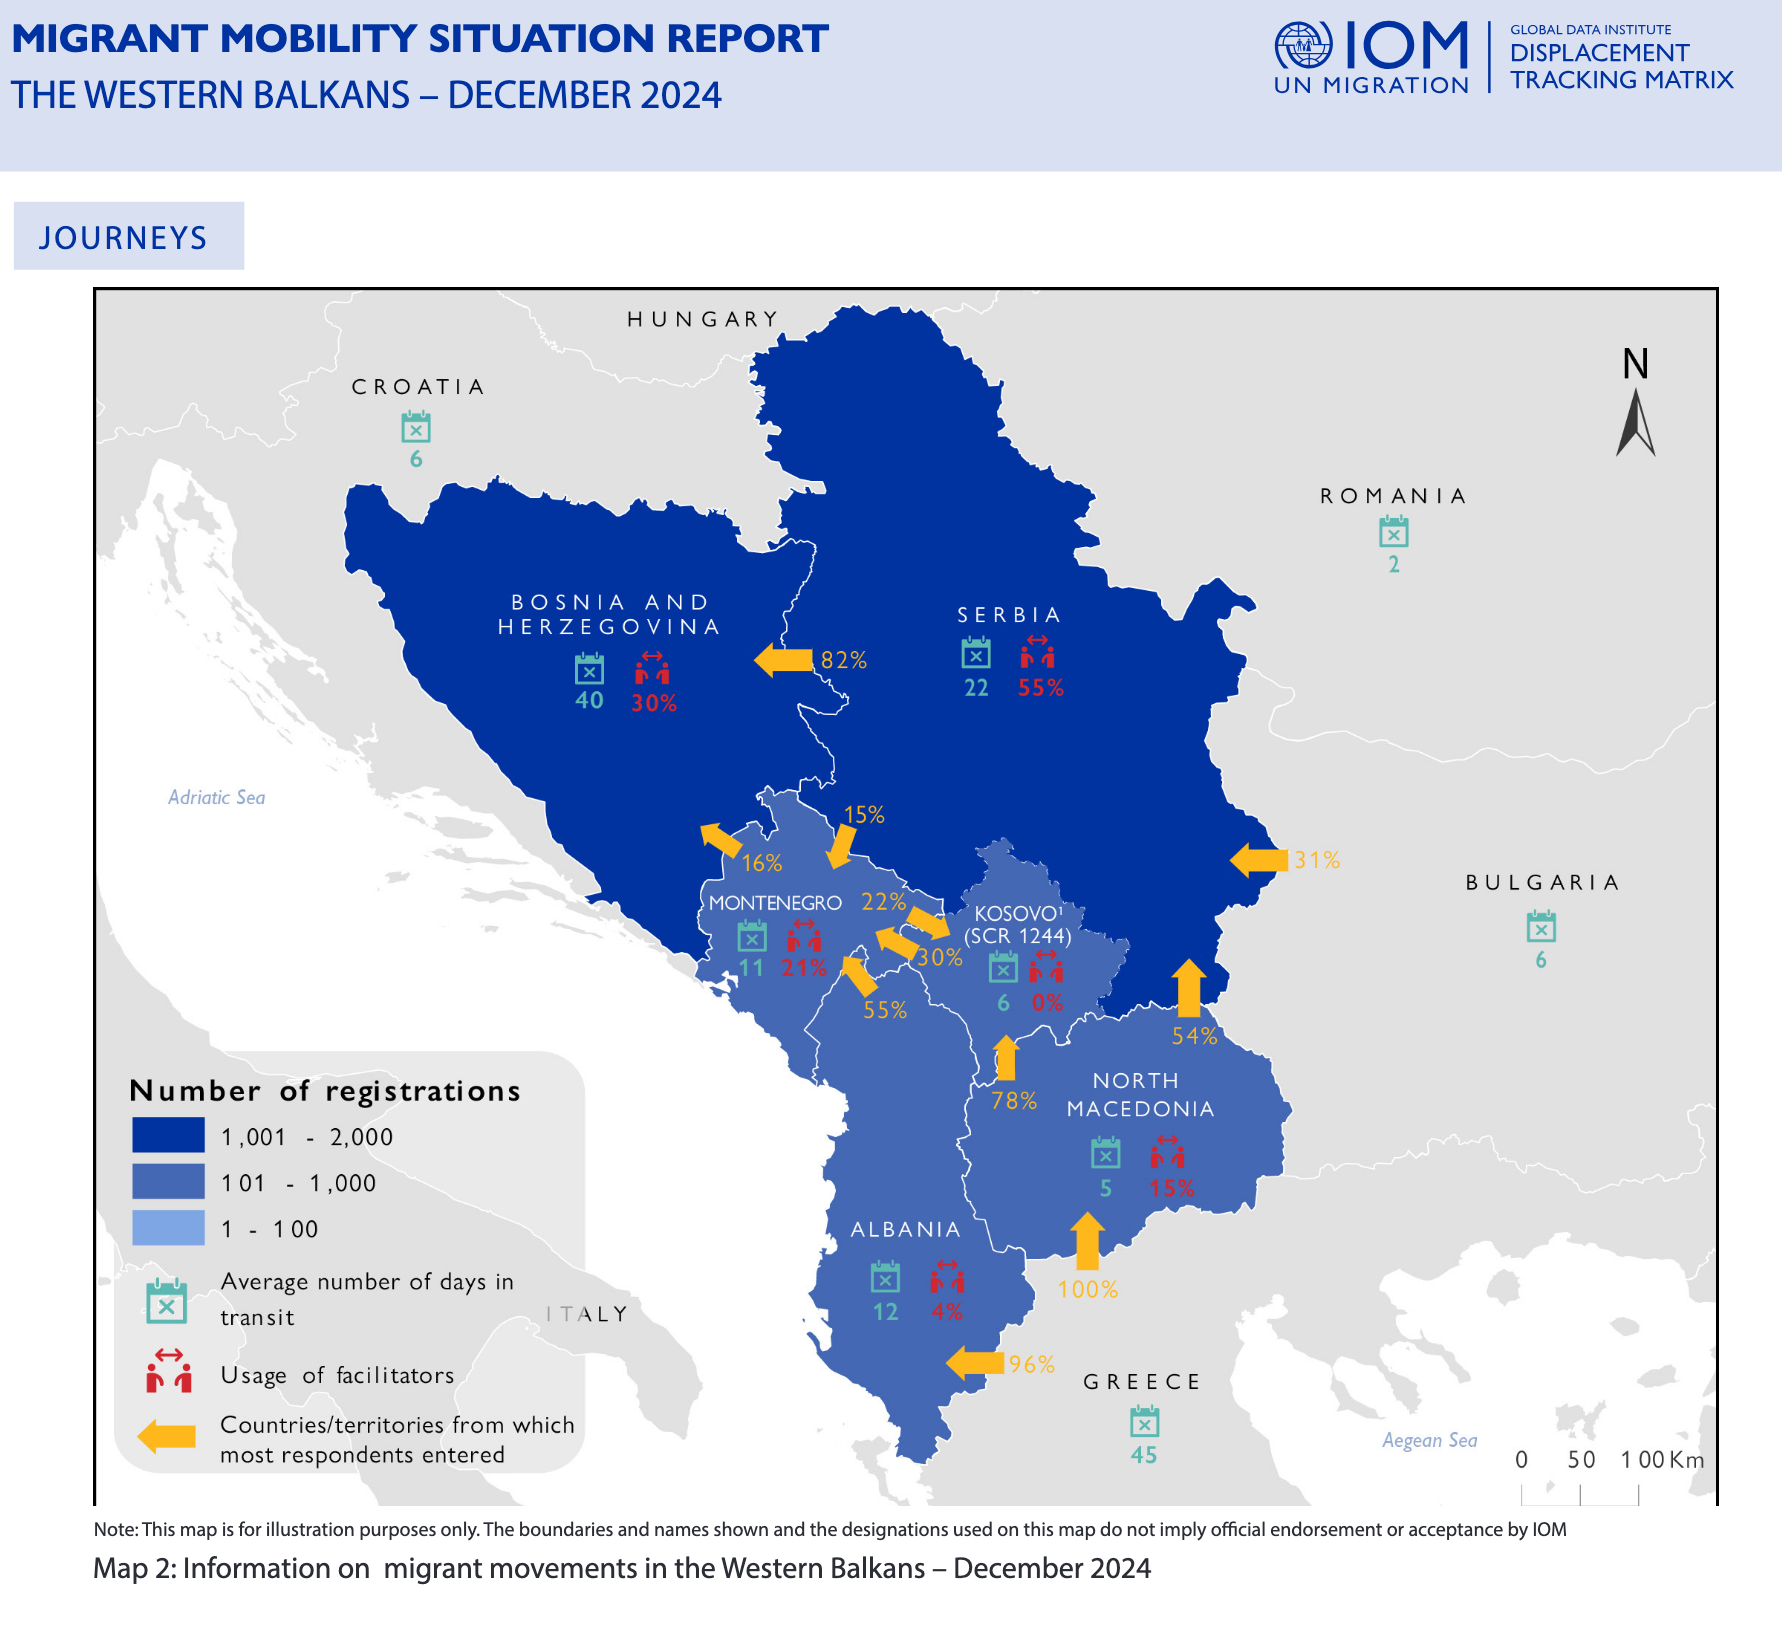 MIGRANT MOBILITY SITUATION REPORT
THE WESTERN BALKANS – DECEMBER 2024
IOM
UN MIGRATION
GLOBAL DATA INSTITUTE
DISPLACEMENT
TRACKING MATRIX
JOURNEYS
HUNGARY
CROATIA
6
N
ROMANIA
2
BOSNIA AND
HERZEGOVINA
40
30%
82%
SERBIA
22
55%
Adriatic Sea
15%
16%
31%
BULGARIA
6
MONTENEGRO
11
21%
22%
30%
55%
KOSOVO¹
(SCR 1244)
6
0%
54%
78%
NORTH
MACEDONIA
5
15%
100%
ALBANIA
12
4%
96%
GREECE
45
ITALY
Aegean Sea
0 50 100 Km
Number of registrations
1,001 - 2,000
101 - 1,000
1 - 100
Average number of days in
transit
Usage of facilitators
Countries/territories from which
most respondents entered
Note: This map is for illustration purposes only. The boundaries and names shown and the designations used on this map do not imply official endorsement or acceptance by IOM
Map 2: Information on migrant movements in the Western Balkans – December 2024